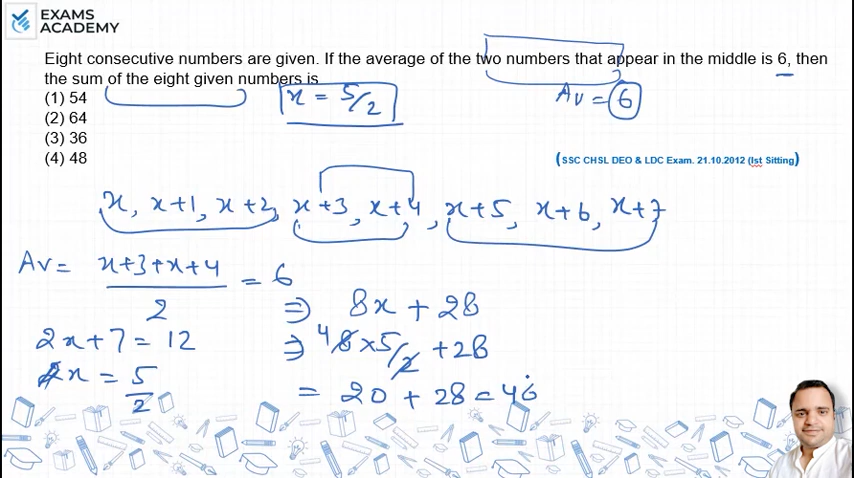 EXAMS
ACADEMY
Eight consecutive numbers are given. If the average of the two numbers that appear in the middle is 6, then
the sum of the eight given numbers is
(1) 54
x = 5/2
Av = 6
(2) 64
(3) 36
(4) 48
(SSC CHSL DEO & LDC Exam. 21.10.2012 (Ist Sitting)
x, x+1, x+2, x+3, x+4, x+5, x+6, x+7
Av = x+3+x+4 / 2 = 6
⇒ 8x + 28
2x+7 = 12
⇒ 4 8×5/2 + 28
2x = 5/2
= 20 + 28 = 48